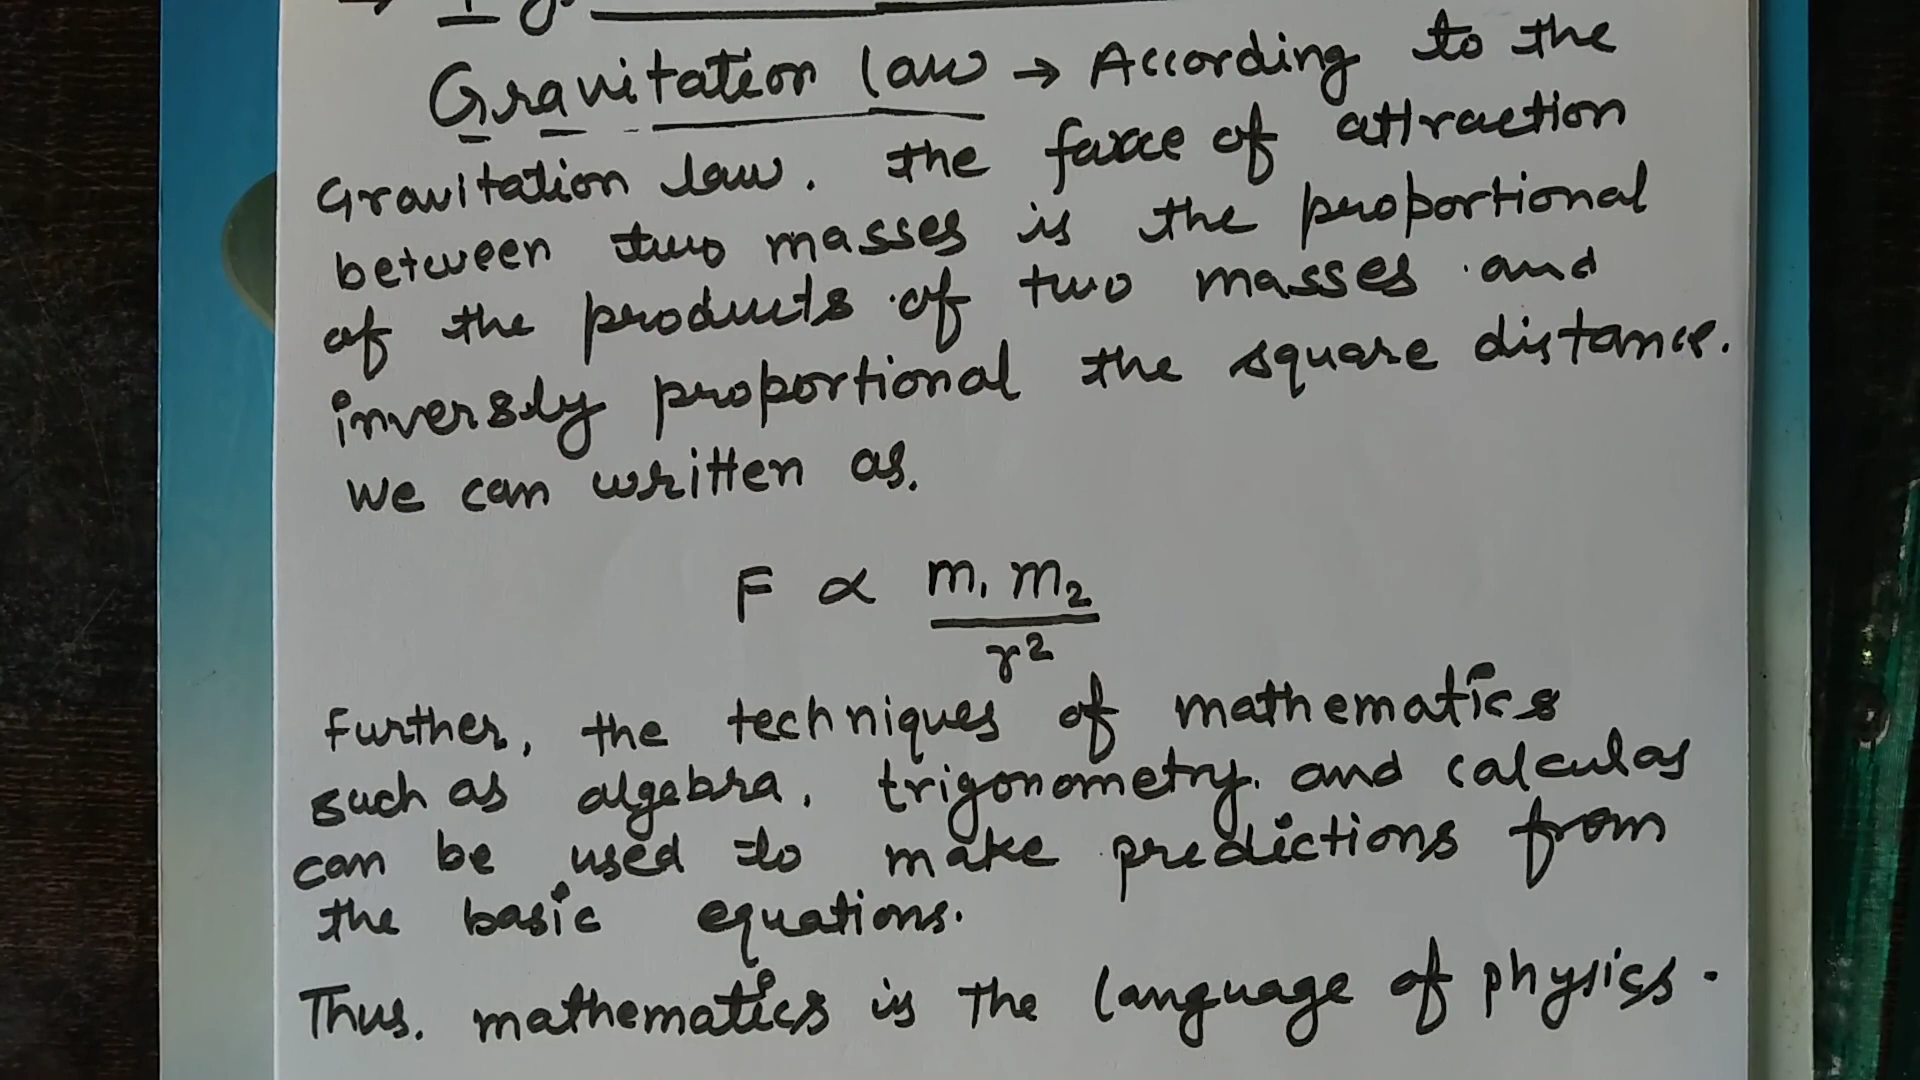 Gravitation law → According to the
Gravitation law. the force of attraction
between two masses is the proportional
of the products of two masses and
inversly proportional the square distance.
we can written as.
F ∝ m₁ m₂
r²
Further, the techniques of mathematics
such as algebra, trigonometry. and calculas
can be used to make predictions from
the basic equations.
Thus. mathematics is the language of physics.